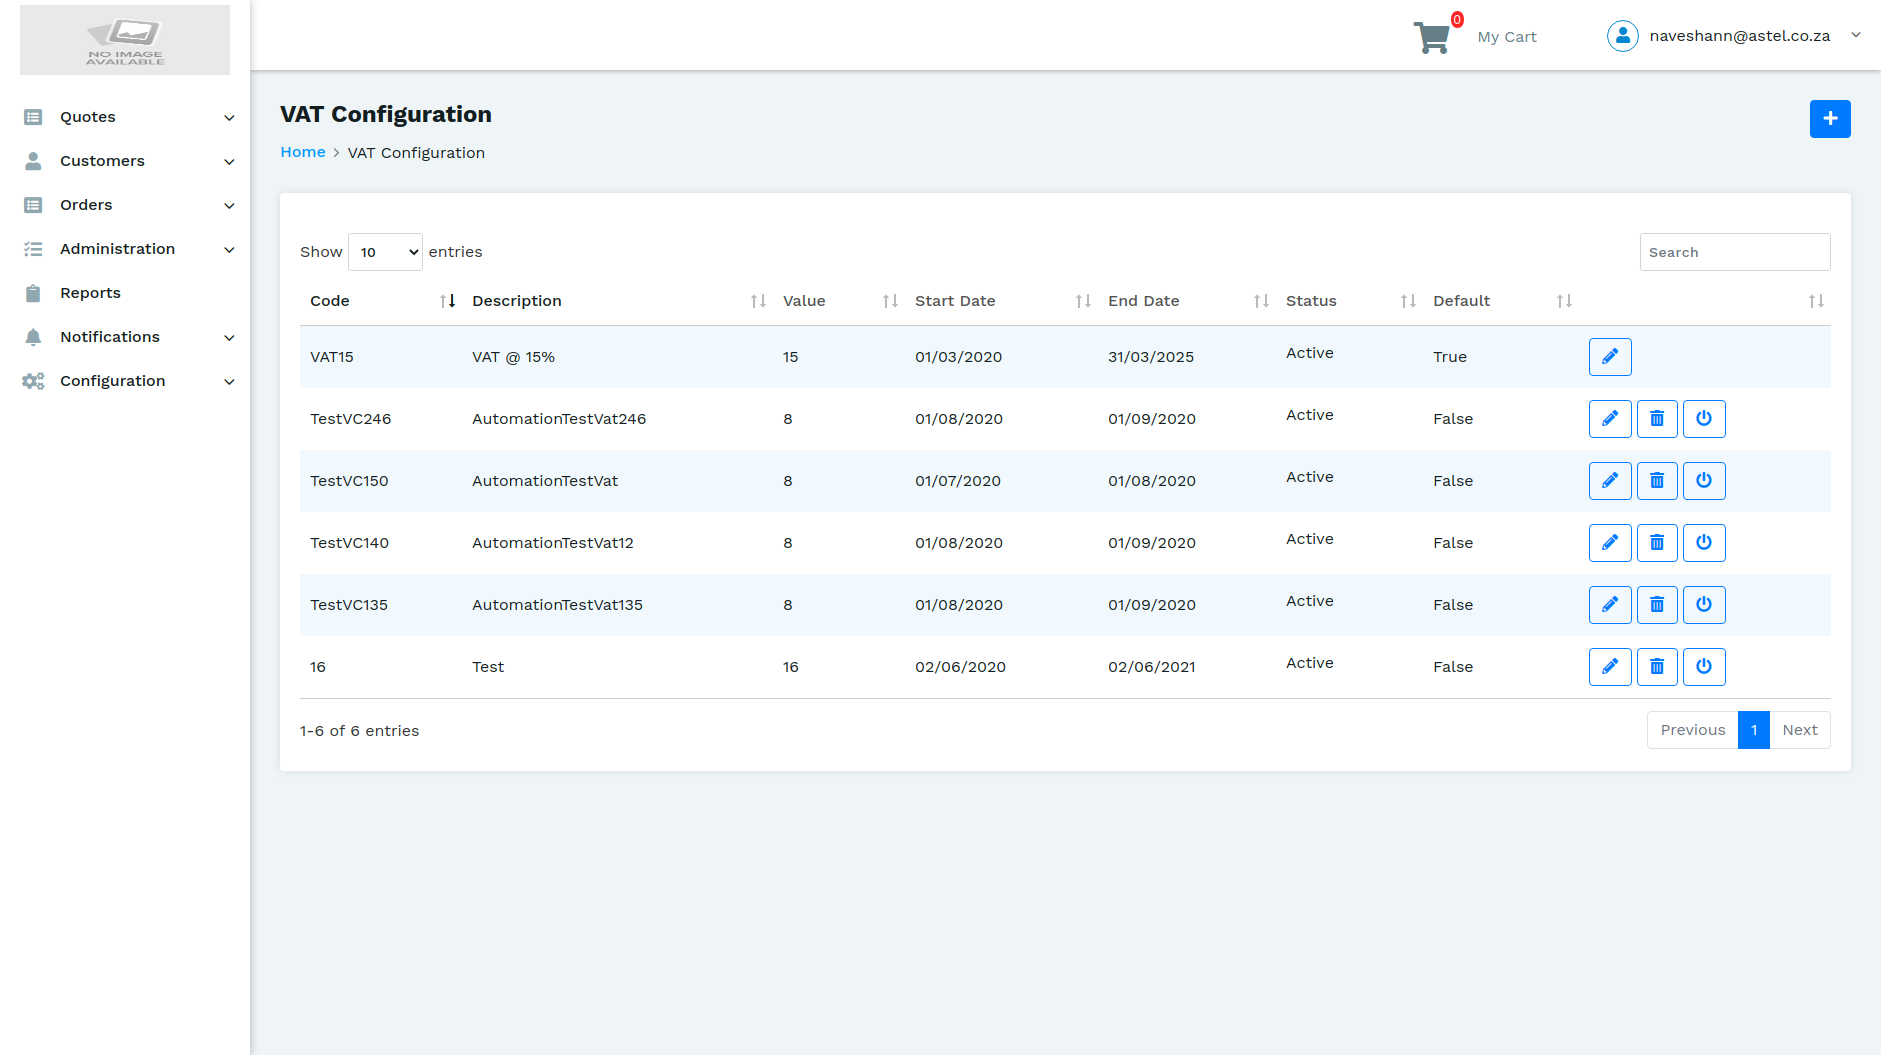 NO IMAGE
AVAILABLE
0
My Cart
naveshann@astel.co.za
Quotes
Customers
Orders
Administration
Reports
Notifications
Configuration
VAT Configuration
Home > VAT Configuration
Show 10 entries
Search
Code Description Value Start Date End Date Status Default
VAT15 VAT @ 15% 15 01/03/2020 31/03/2025 Active True
TestVC246 AutomationTestVat246 8 01/08/2020 01/09/2020 Active False
TestVC150 AutomationTestVat 8 01/07/2020 01/08/2020 Active False
TestVC140 AutomationTestVat12 8 01/08/2020 01/09/2020 Active False
TestVC135 AutomationTestVat135 8 01/08/2020 01/09/2020 Active False
16 Test 16 02/06/2020 02/06/2021 Active False
1-6 of 6 entries
Previous 1 Next